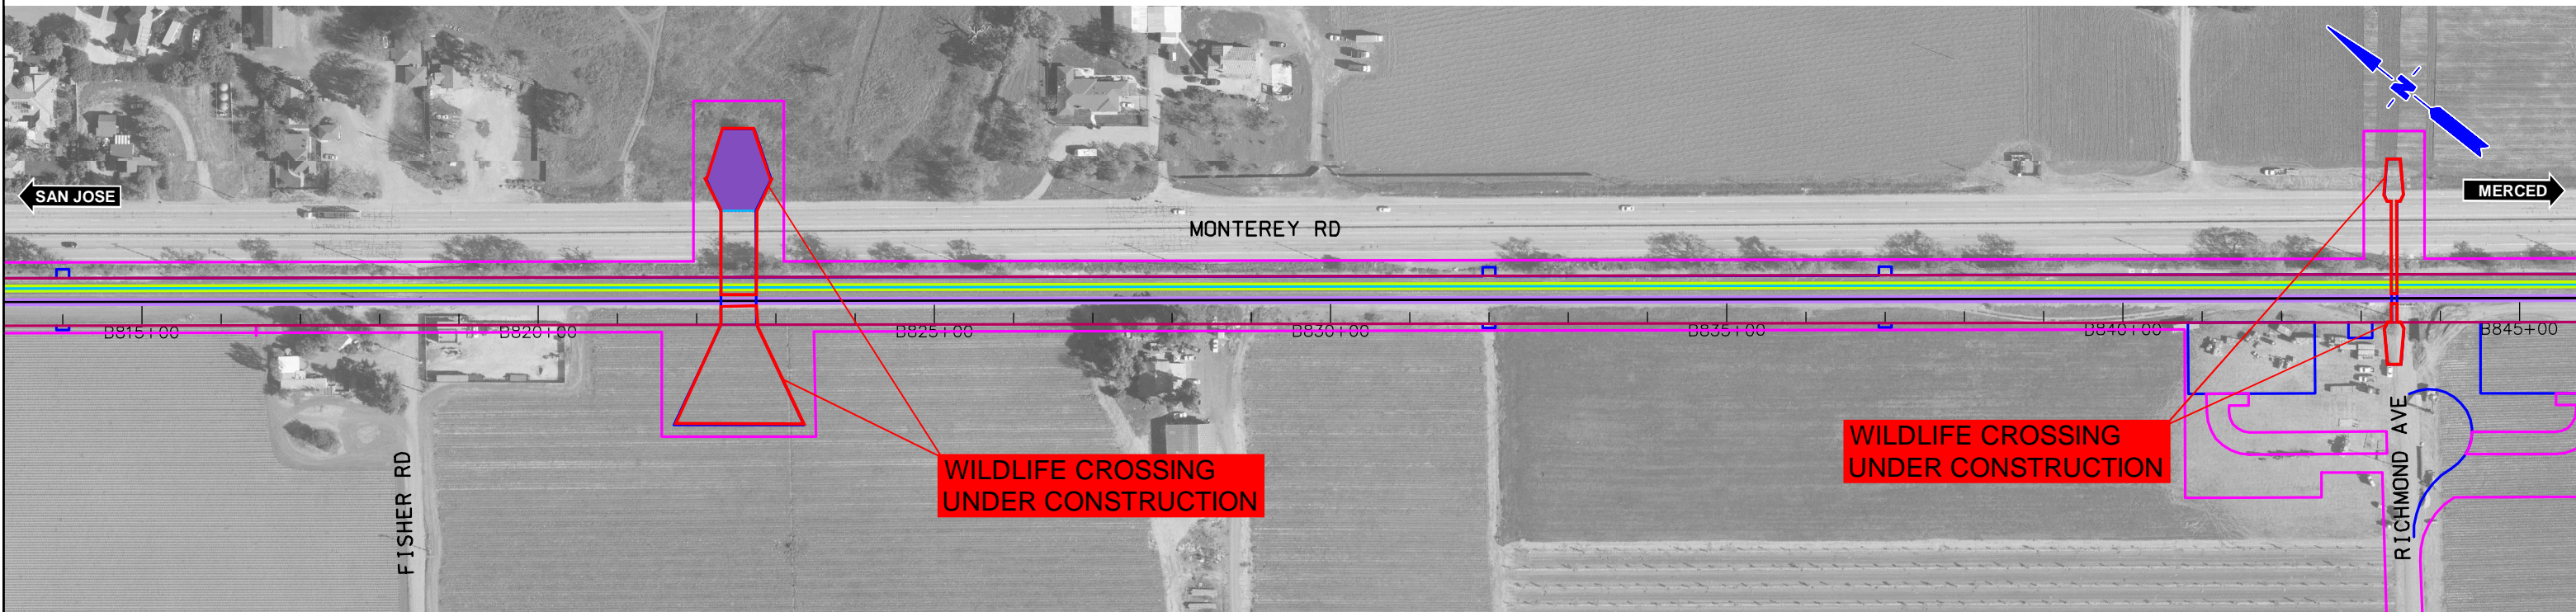 N
SAN JOSE
MERCED
MONTEREY RD
B815+00
B820+00
B825+00
B830+00
B835+00
B840+00
B845+00
FISHER RD
WILDLIFE CROSSING
UNDER CONSTRUCTION
WILDLIFE CROSSING
UNDER CONSTRUCTION
RICHMOND AVE